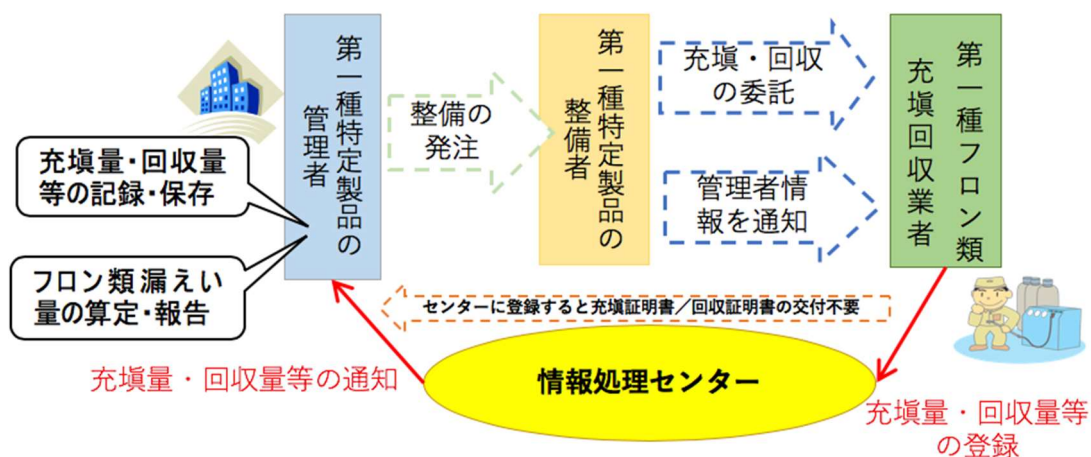 第一種特定製品の
管理者
整備の
発注
第一種特定製品の
整備者
充塡・回収
の委託
管理者情
報を通知
第一種フロン類
充塡回収業者
充塡量・回収量
等の記録・保存
フロン類漏えい
量の算定・報告
センターに登録すると充塡証明書／回収証明書の交付不要
充塡量・回収量等の通知
情報処理センター
充塡量・回収量等
の登録